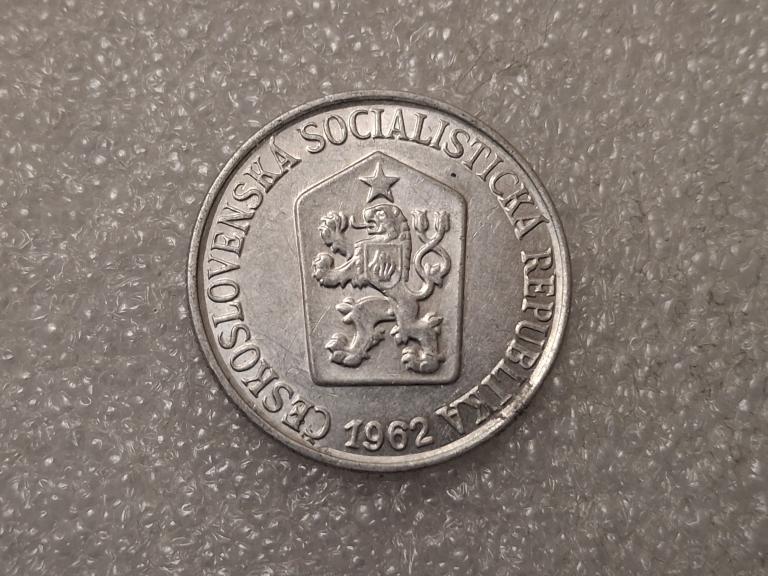 ČESKOSLOVENSKÁ SOCIALISTICKÁ REPUBLIKA
1962